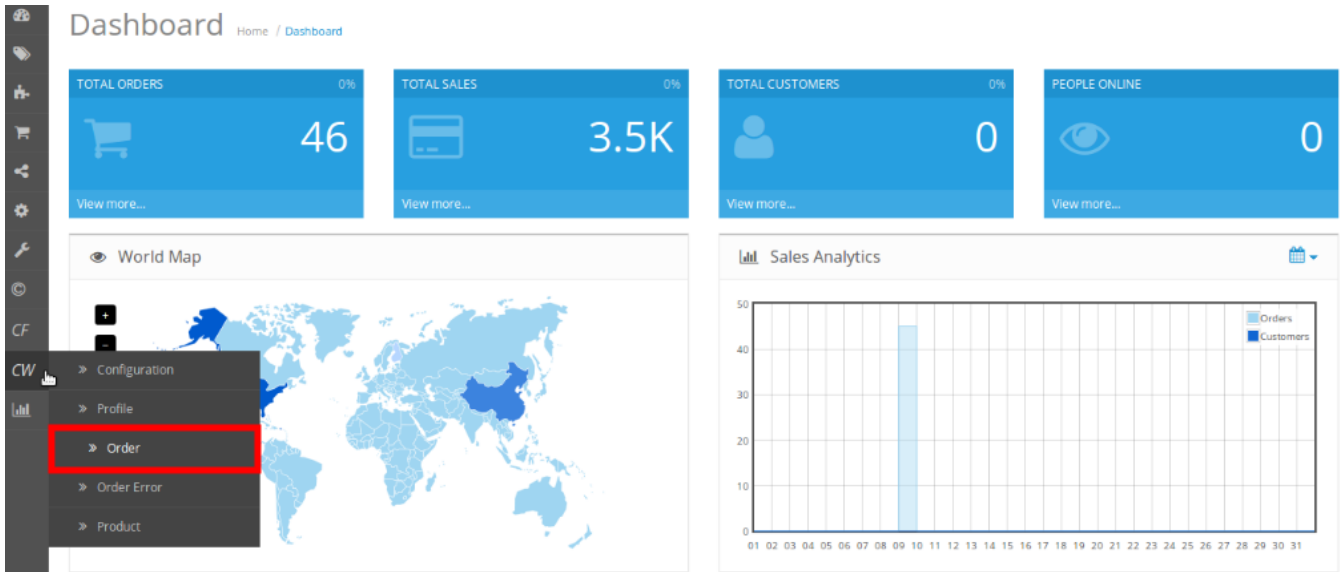 Dashboard Home / Dashboard
TOTAL ORDERS 0%
46
View more...
TOTAL SALES 0%
3.5K
View more...
TOTAL CUSTOMERS 0%
0
View more...
PEOPLE ONLINE
0
View more...
World Map
+
-
CF
CW
» Configuration
» Profile
» Order
» Order Error
» Product
Sales Analytics
Orders
Customers
50
40
30
20
10
0
01 02 03 04 05 06 07 08 09 10 11 12 13 14 15 16 17 18 19 20 21 22 23 24 25 26 27 28 29 30 31